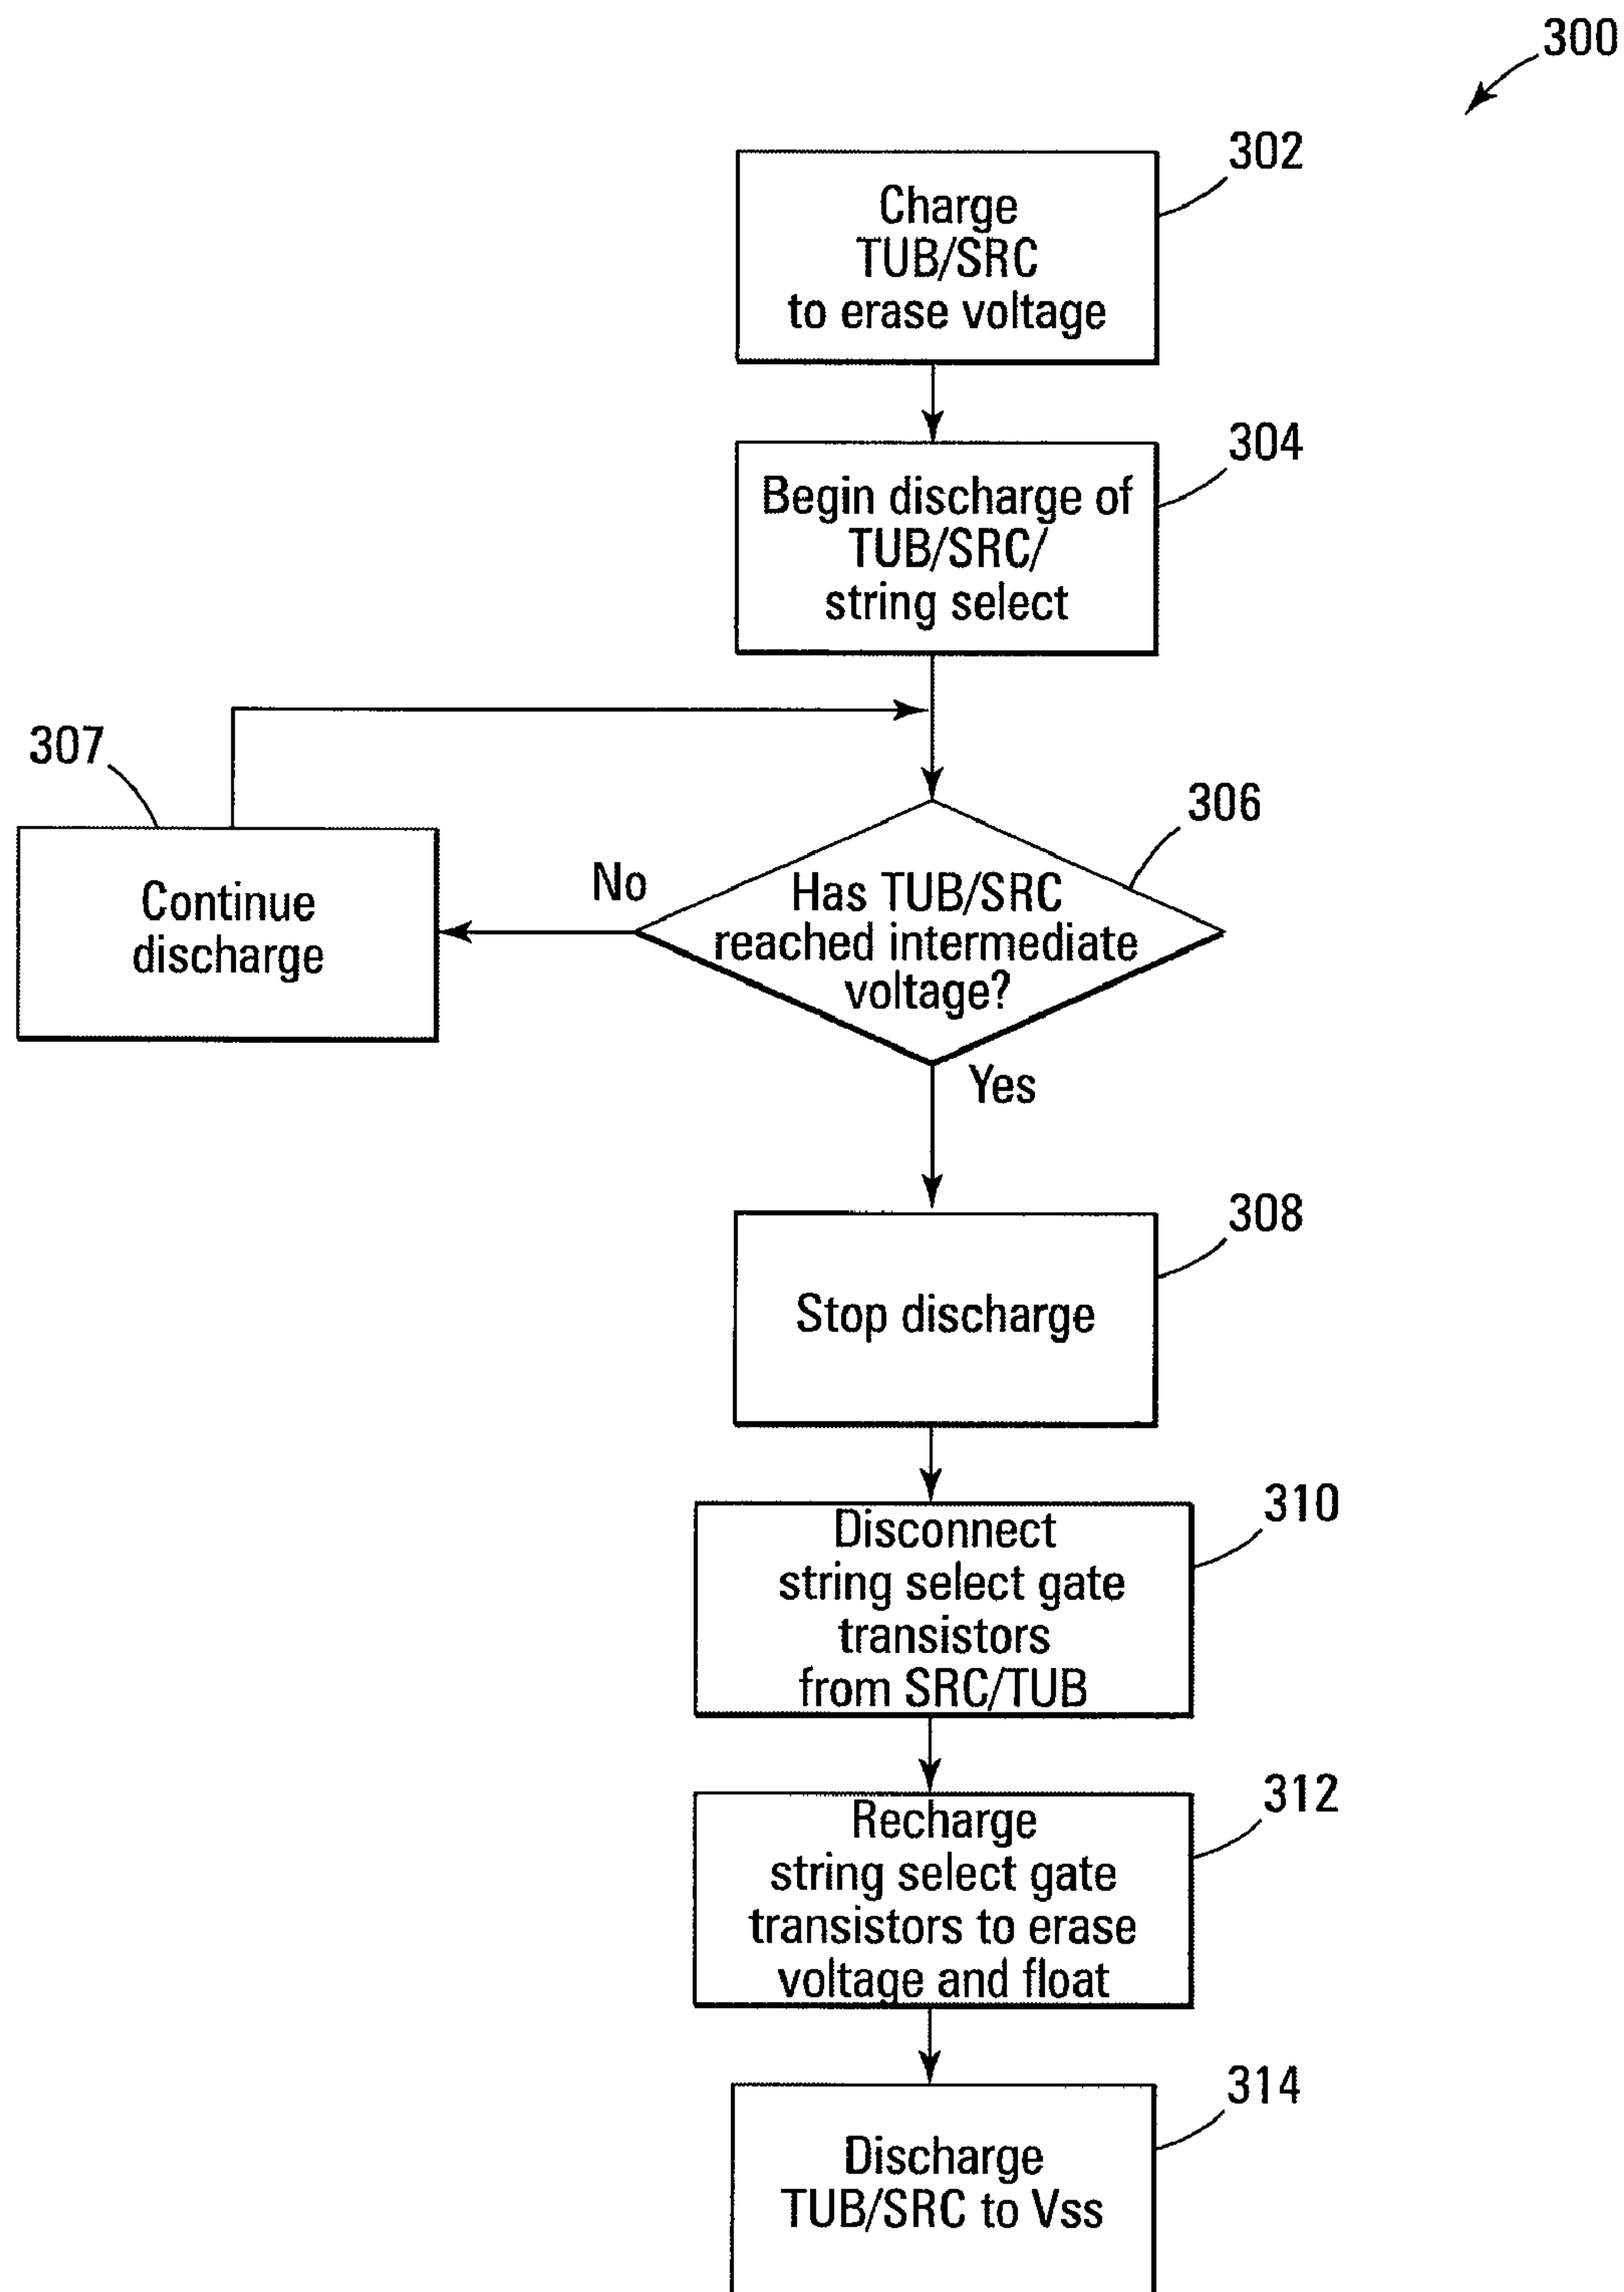 300
302
Charge
TUB/SRC
to erase voltage
304
Begin discharge of
TUB/SRC/
string select
307
Continue
discharge
No
306
Has TUB/SRC
reached intermediate
voltage?
Yes
308
Stop discharge
310
Disconnect
string select gate
transistors
from SRC/TUB
312
Recharge
string select gate
transistors to erase
voltage and float
314
Discharge
TUB/SRC to Vss